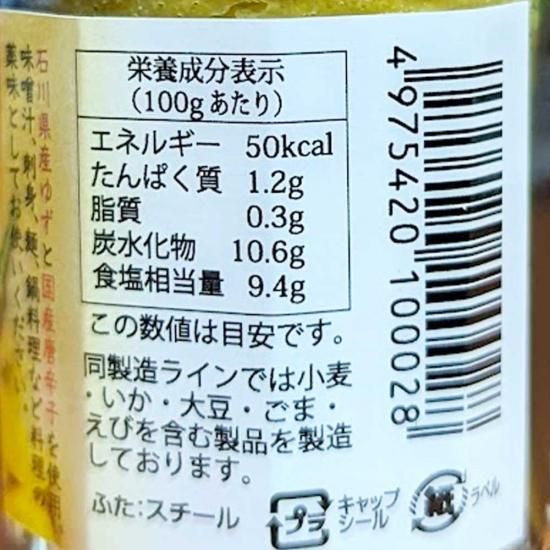 栄養成分表示
(100gあたり)
エネルギー 50kcal
たんぱく質 1.2g
脂質 0.3g
炭水化物 10.6g
食塩相当量 9.4g
この数値は目安です。
同製造ラインでは小麦
・いか・大豆・ごま・
えびを含む製品を製造
しております。
ふた:スチール
プラ
キャップ
シール
紙
ラベル
4 975420 100028
石川県産ゆずと国産唐辛子を使用。
味噌汁、刺身、麺、鍋料理など料理の
薬味としてお使いください。